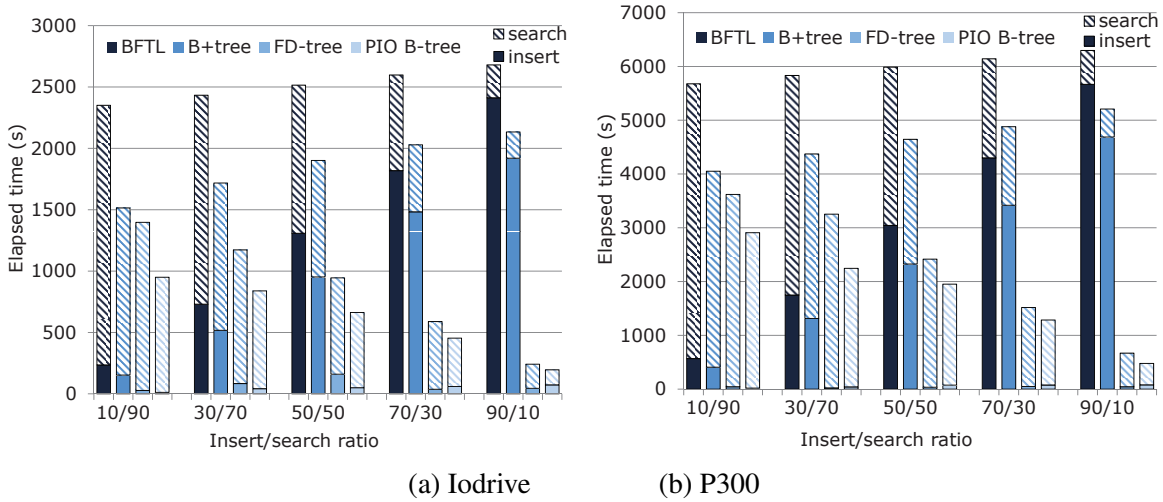 3000
2500
2000
1500
1000
500
0
Elapsed time (s)
BFTL B+tree FD-tree PIO B-tree
search
insert
10/90 30/70 50/50 70/30 90/10
Insert/search ratio
(a) Iodrive
7000
6000
5000
4000
3000
2000
1000
0
Elapsed time (s)
BFTL B+tree FD-tree PIO B-tree
search
insert
10/90 30/70 50/50 70/30 90/10
Insert/search ratio
(b) P300